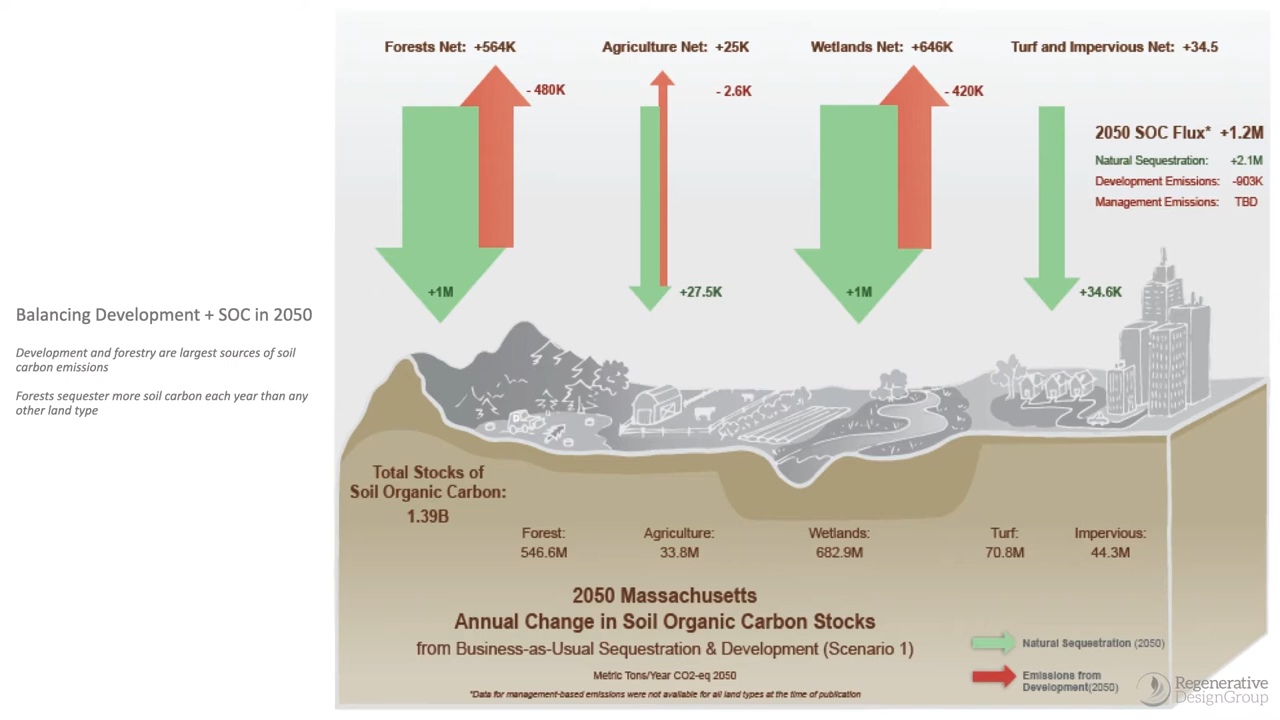 Forests Net: +564K
Agriculture Net: +25K
Wetlands Net: +646K
Turf and Impervious Net: +34.5
- 480K
- 2.6K
- 420K
2050 SOC Flux* +1.2M
Natural Sequestration: +2.1M
Development Emissions: -903K
Management Emissions: TBD
+1M
+27.5K
+1M
+34.6K
Balancing Development + SOC in 2050
Development and forestry are largest sources of soil
carbon emissions
Forests sequester more soil carbon each year than any
other land type
Total Stocks of
Soil Organic Carbon:
1.39B
Forest:
546.6M
Agriculture:
33.8M
Wetlands:
682.9M
Turf:
70.8M
Impervious:
44.3M
2050 Massachusetts
Annual Change in Soil Organic Carbon Stocks
from Business-as-Usual Sequestration & Development (Scenario 1)
Metric Tons/Year CO2-eq 2050
*Data for management-based emissions were not available for all land types at the time of publication
Natural Sequestration (2050)
Emissions from
Development(2050)
Regenerative
DesignGroup